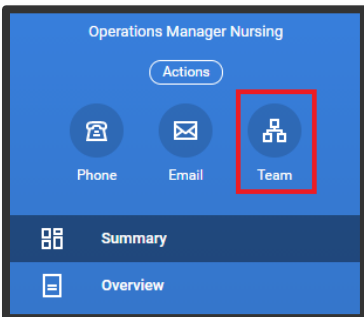 Operations Manager Nursing
Actions
Phone Email Team
Summary
Overview